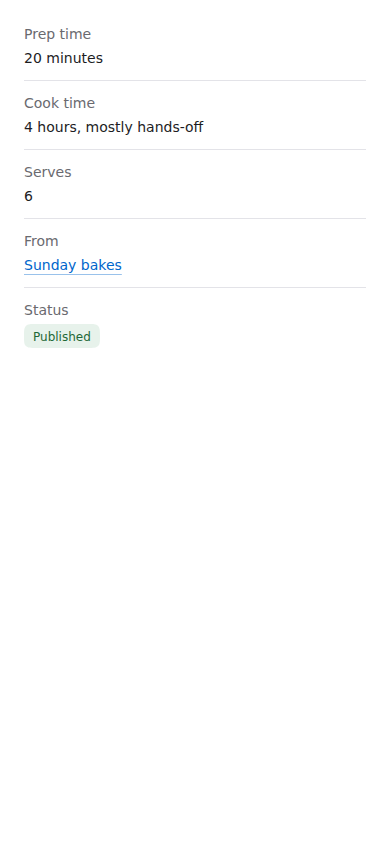 Prep time
20 minutes
Cook time
4 hours, mostly hands-off
Serves
6
From
Sunday bakes
Status
Published